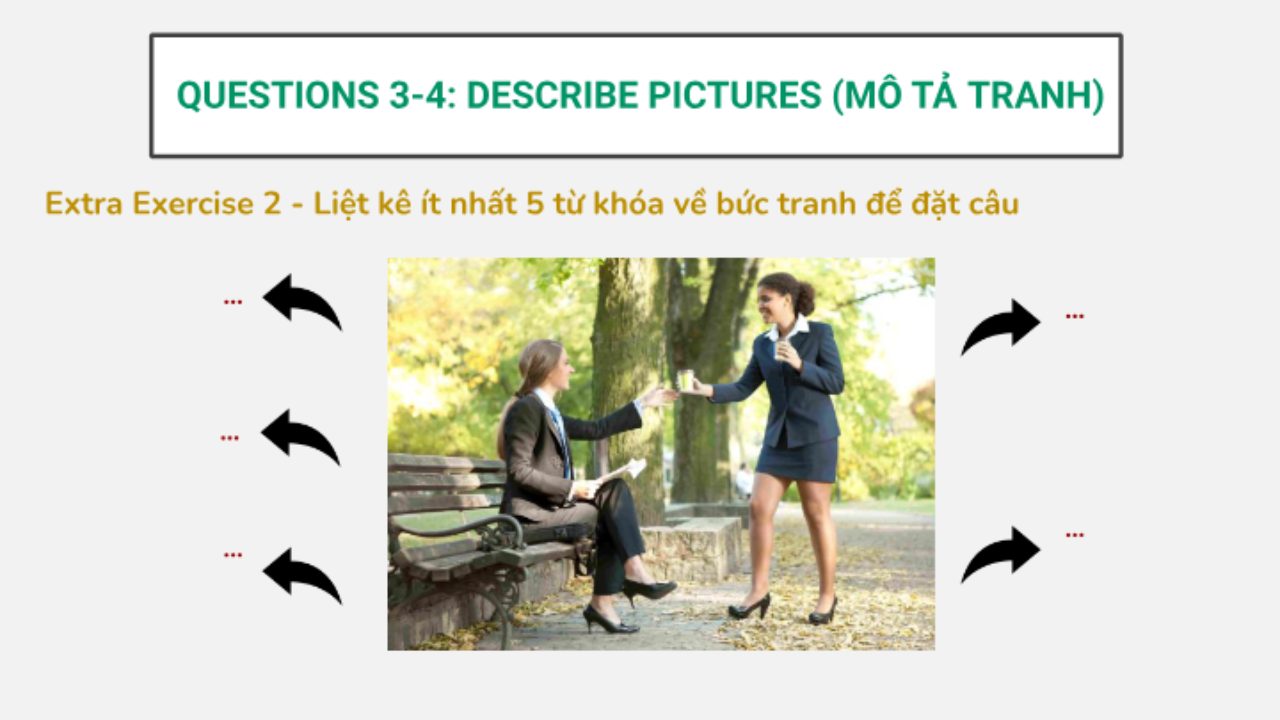 QUESTIONS 3-4: DESCRIBE PICTURES (MÔ TẢ TRANH)
Extra Exercise 2 - Liệt kê ít nhất 5 từ khóa về bức tranh để đặt câu
...
...
...
...
...